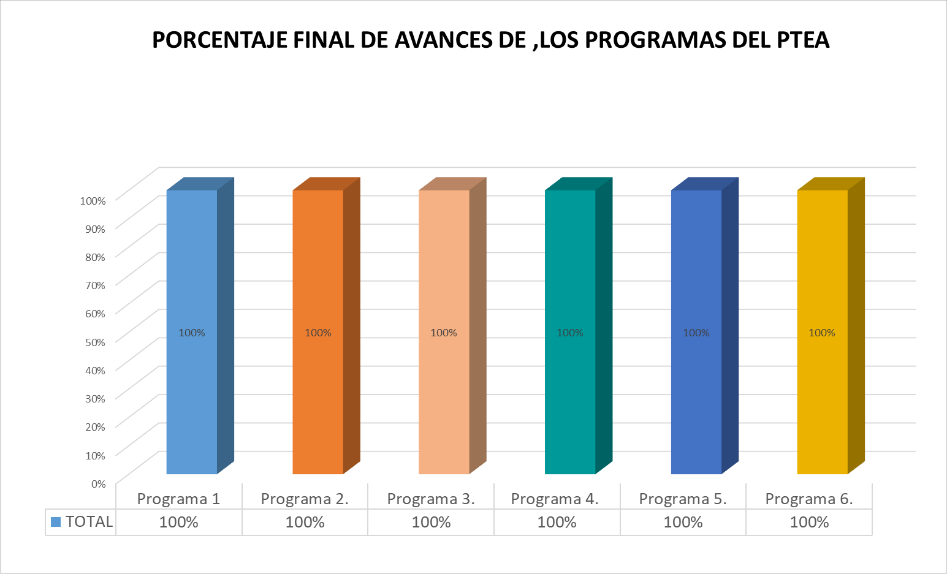 PORCENTAJE FINAL DE AVANCES DE ,LOS PROGRAMAS DEL PTEA
100%
90%
80%
70%
60%
50%
40%
30%
20%
10%
0%
100% 100% 100% 100% 100% 100%
Programa 1 Programa 2. Programa 3. Programa 4. Programa 5. Programa 6.
TOTAL 100% 100% 100% 100% 100% 100%